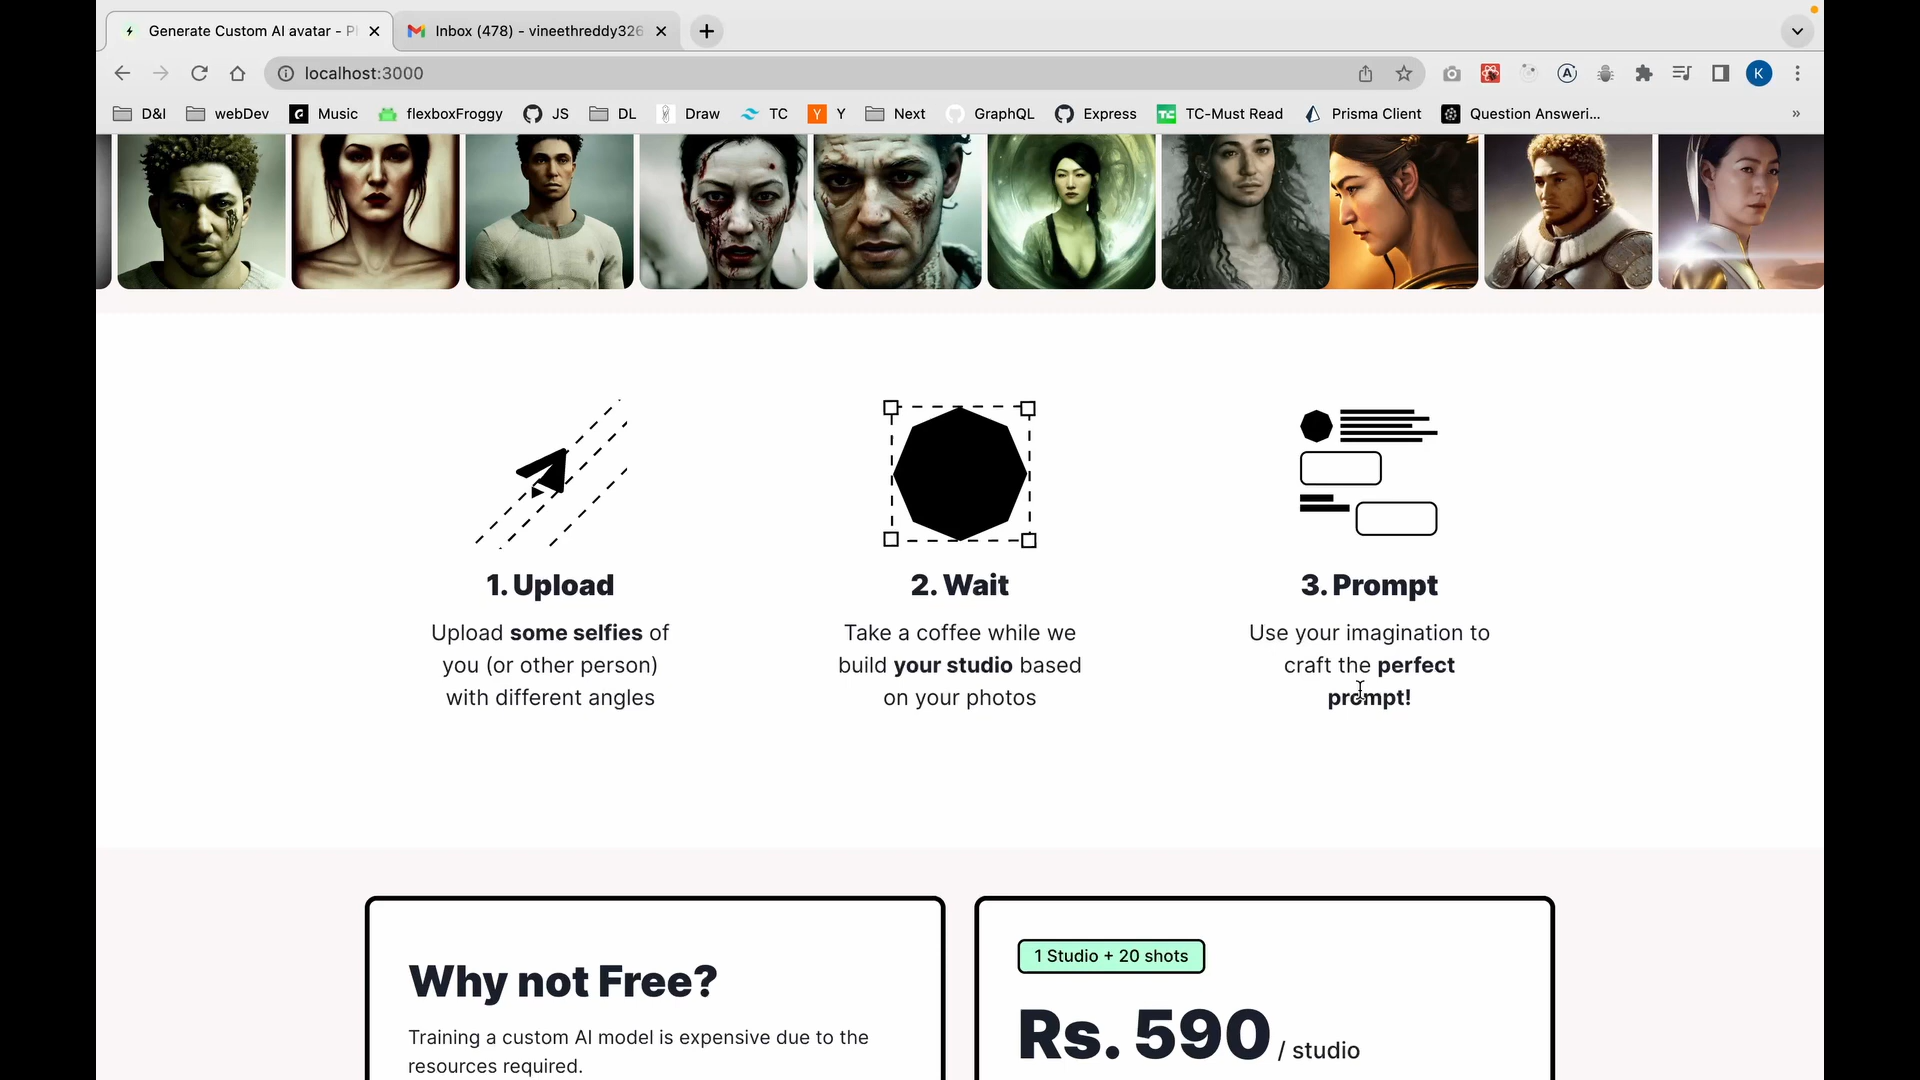 Generate Custom AI avatar - Pl
Inbox (478) - vineethreddy326
localhost:3000
K
D&I
webDev
Music
flexboxFroggy
JS
DL
Draw
TC
Y
Next
GraphQL
Express
TC-Must Read
Prisma Client
Question Answeri...
»
1. Upload
Upload some selfies of
you (or other person)
with different angles
2. Wait
Take a coffee while we
build your studio based
on your photos
3. Prompt
Use your imagination to
craft the perfect
prompt!
Why not Free?
Training a custom AI model is expensive due to the
resources required.
1 Studio + 20 shots
Rs. 590 / studio